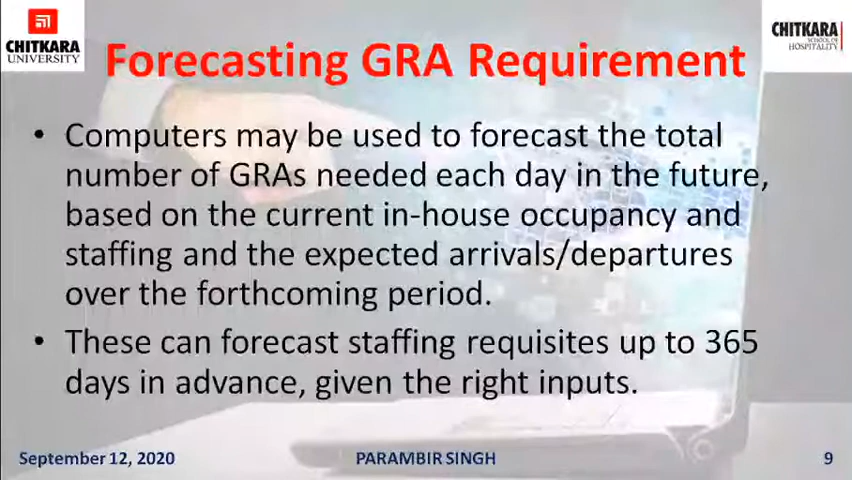 CHITKARA
UNIVERSITY
CHITKARA
SCHOOL OF
HOSPITALITY
Forecasting GRA Requirement
• Computers may be used to forecast the total
number of GRAs needed each day in the future,
based on the current in-house occupancy and
staffing and the expected arrivals/departures
over the forthcoming period.
• These can forecast staffing requisites up to 365
days in advance, given the right inputs.
September 12, 2020
PARAMBIR SINGH
9